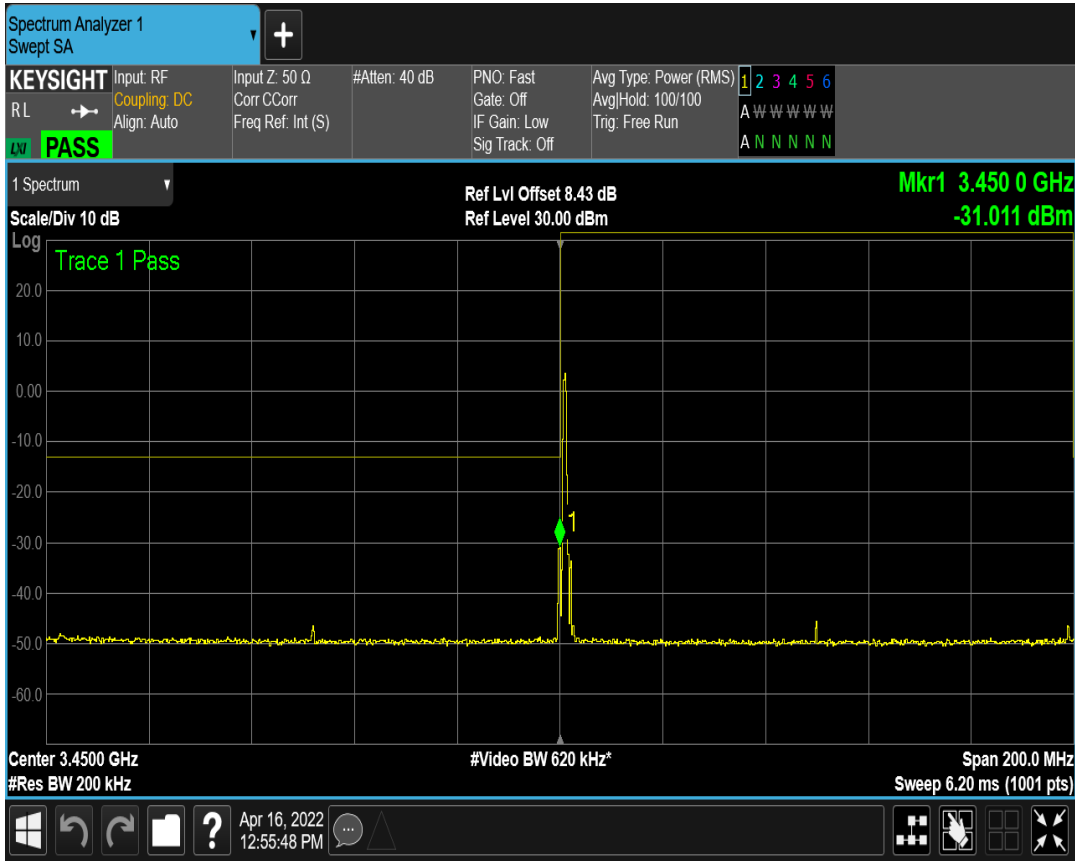 Spectrum Analyzer 1
Swept SA
+
KEYSIGHT
R L
LXI PASS
Input: RF
Coupling: DC
Align: Auto
Input Z: 50 Ω
Corr CCorr
Freq Ref: Int (S)
#Atten: 40 dB
PNO: Fast
Gate: Off
IF Gain: Low
Sig Track: Off
Avg Type: Power (RMS)
Avg|Hold: 100/100
Trig: Free Run
1 2 3 4 5 6
A W W W W W
A N N N N N
1 Spectrum
Scale/Div 10 dB
Ref Lvl Offset 8.43 dB
Ref Level 30.00 dBm
Mkr1 3.450 0 GHz
-31.011 dBm
Log
Trace 1 Pass
20.0
10.0
0.00
-10.0
-20.0
1
-30.0
-40.0
-50.0
-60.0
Center 3.4500 GHz
#Res BW 200 kHz
#Video BW 620 kHz*
Span 200.0 MHz
Sweep 6.20 ms (1001 pts)
?
Apr 16, 2022
12:55:48 PM